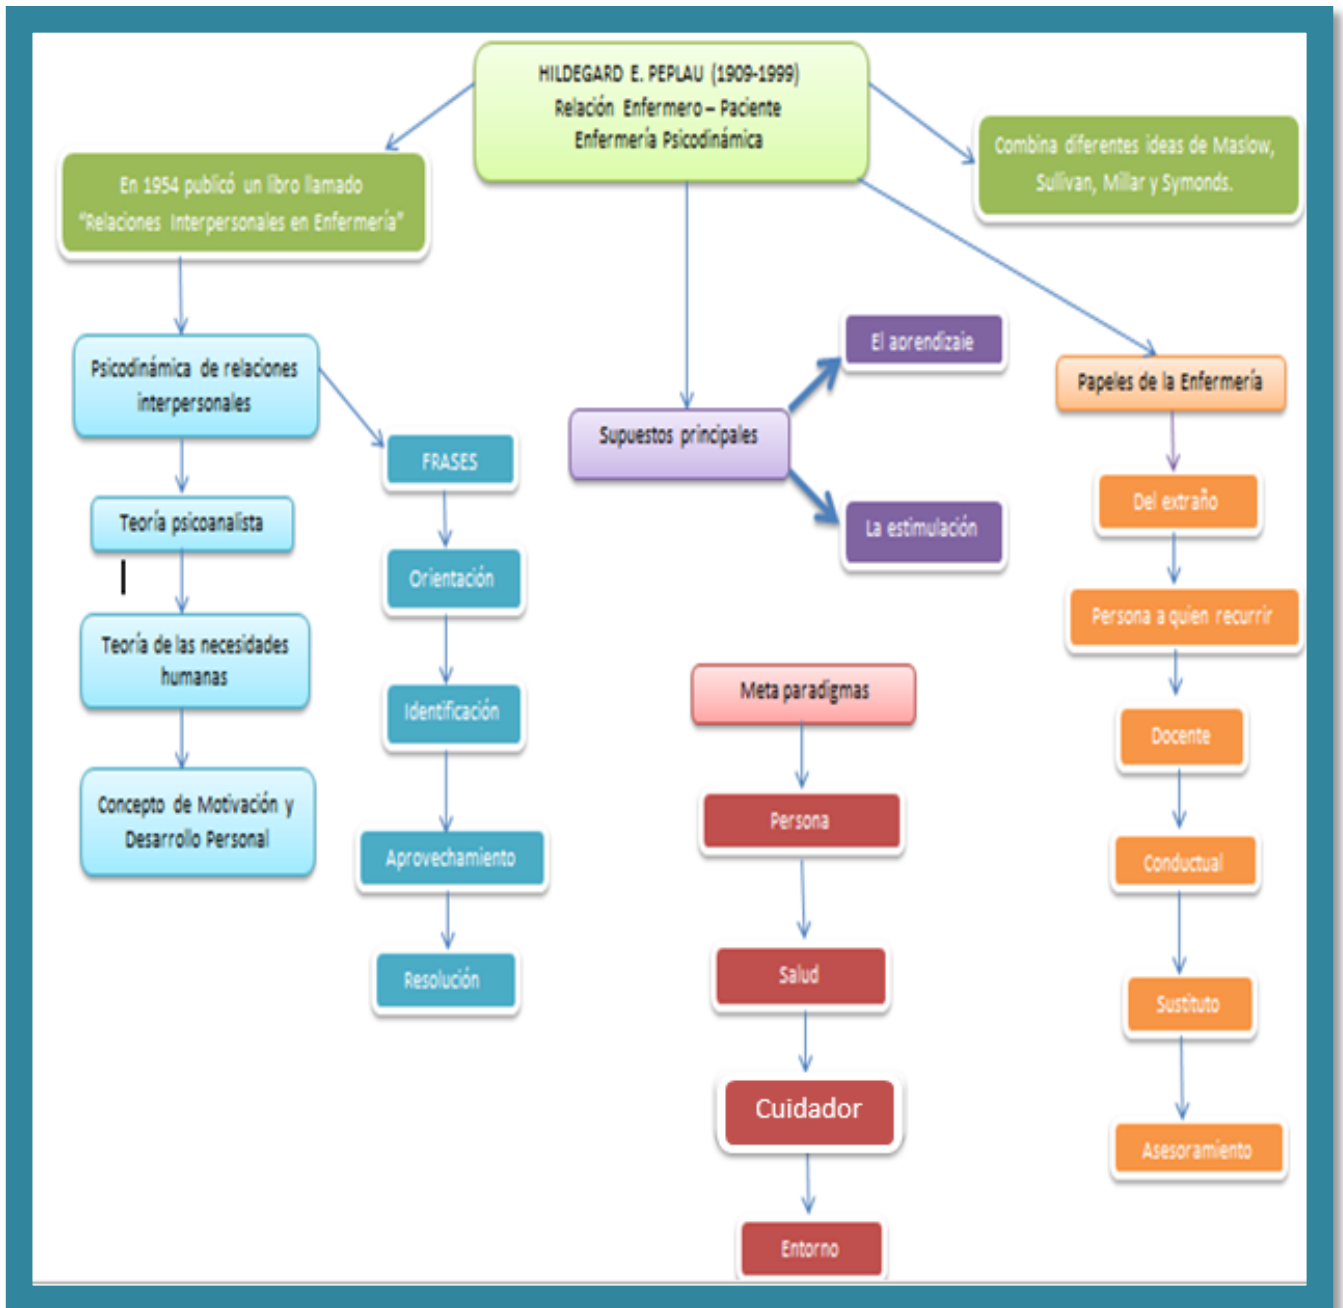 HILDEGARD E. PEPLAU (1909-1999)
Relación Enfermero – Paciente
Enfermería Psicodinámica
En 1954 publicó un libro llamado
“Relaciones Interpersonales en Enfermería”
Combina diferentes ideas de Maslow,
Sullivan, Millar y Symonds.
Psicodinámica de relaciones
interpersonales
Teoría psicoanalista
Teoría de las necesidades
humanas
Concepto de Motivación y
Desarrollo Personal
FRASES
Orientación
Identificación
Aprovechamiento
Resolución
Supuestos principales
El aprendizaje
La estimulación
Meta paradigmas
Persona
Salud
Cuidador
Entorno
Papeles de la Enfermería
Del extraño
Persona a quien recurrir
Docente
Conductual
Sustituto
Asesoramiento